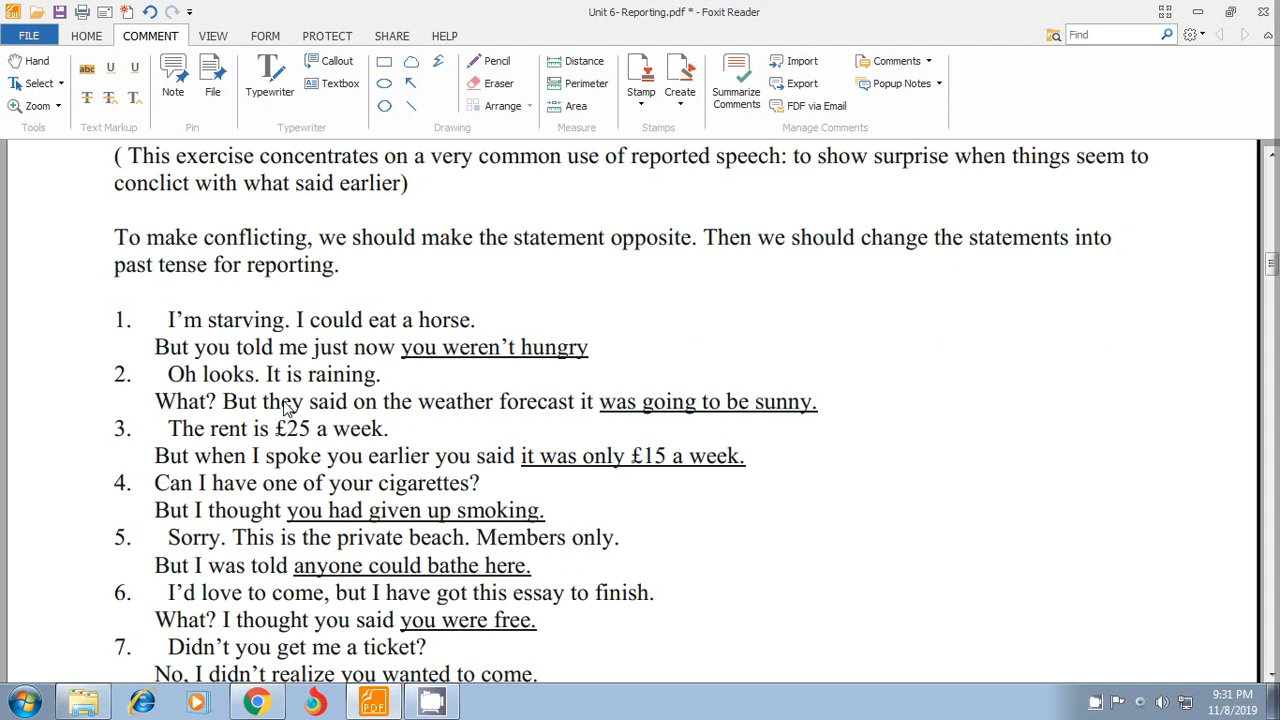 Unit 6- Reporting.pdf * - Foxit Reader
FILE HOME COMMENT VIEW FORM PROTECT SHARE HELP
Find
Hand
Select
Zoom
Tools
abc U U
T T T
Text Markup
Note File
Pin
Typewriter
Callout
Textbox
Typewriter
Pencil
Eraser
Arrange
Drawing
Distance
Perimeter
Area
Measure
Stamp Create
Stamps
Summarize Comments
Import
Export
FDF via Email
Comments
Popup Notes
Manage Comments
( This exercise concentrates on a very common use of reported speech: to show surprise when things seem to
conclict with what said earlier)
To make conflicting, we should make the statement opposite. Then we should change the statements into
past tense for reporting.
1. I’m starving. I could eat a horse.
But you told me just now you weren’t hungry
2. Oh looks. It is raining.
What? But they said on the weather forecast it was going to be sunny.
3. The rent is £25 a week.
But when I spoke you earlier you said it was only £15 a week.
4. Can I have one of your cigarettes?
But I thought you had given up smoking.
5. Sorry. This is the private beach. Members only.
But I was told anyone could bathe here.
6. I’d love to come, but I have got this essay to finish.
What? I thought you said you were free.
7. Didn’t you get me a ticket?
No, I didn’t realize you wanted to come.
PDF
9:31 PM
11/8/2019